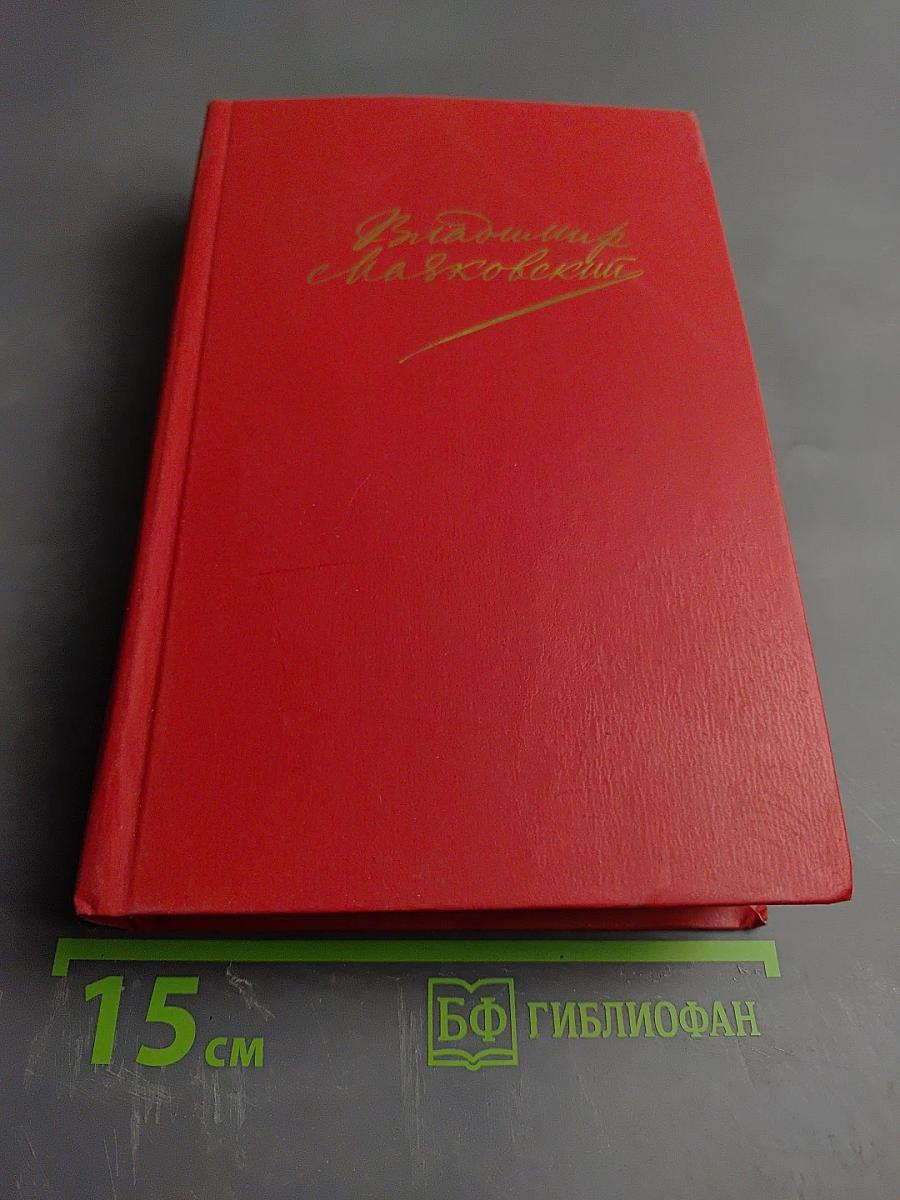 Владимир
Маяковский
15 см
БФ ГИБЛИОФАН